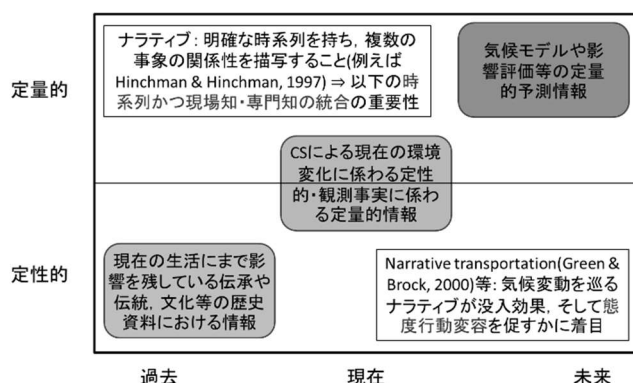 ナラティブ：明確な時系列を持ち，複数の
事象の関係性を描写すること(例えば
Hinchman & Hinchman, 1997) ⇒ 以下の時
系列かつ現場知・専門知の統合の重要性
気候モデルや影
響評価等の定量
的予測情報
定量的
CSによる現在の環境
変化に係わる定性
的・観測事実に係わ
る定量的情報
定性的
現在の生活にまで影
響を残している伝承や
伝統，文化等の歴史
資料における情報
Narrative transportation(Green &
Brock, 2000)等: 気候変動を巡る
ナラティブが没入効果，そして態
度行動変容を促すかに着目
過去
現在
未来